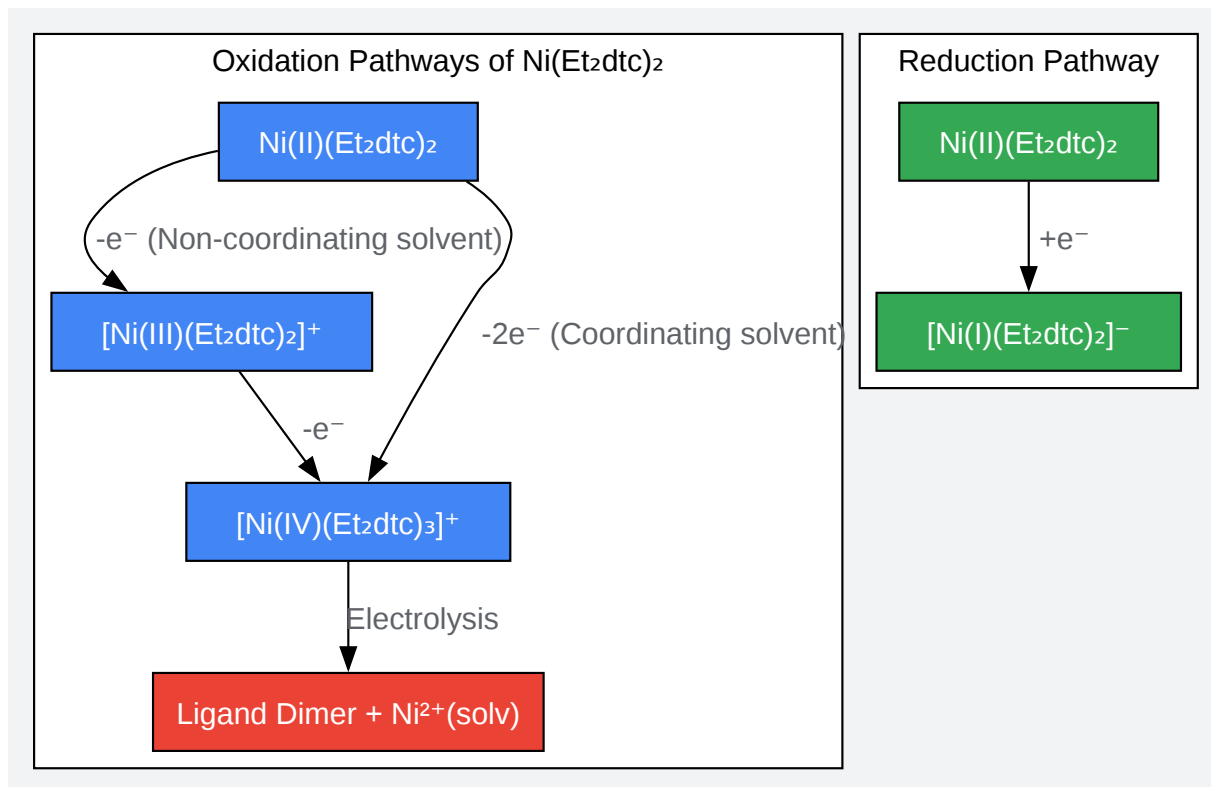 Oxidation Pathways of Ni(Et₂dtc)₂
Ni(II)(Et₂dtc)₂
-e⁻ (Non-coordinating solvent)
[Ni(III)(Et₂dtc)₂]⁺
-2e⁻ (Coordinating solvent)
-e⁻
[Ni(IV)(Et₂dtc)₃]⁺
Electrolysis
Ligand Dimer + Ni²⁺(solv)
Reduction Pathway
Ni(II)(Et₂dtc)₂
+e⁻
[Ni(I)(Et₂dtc)₂]⁻